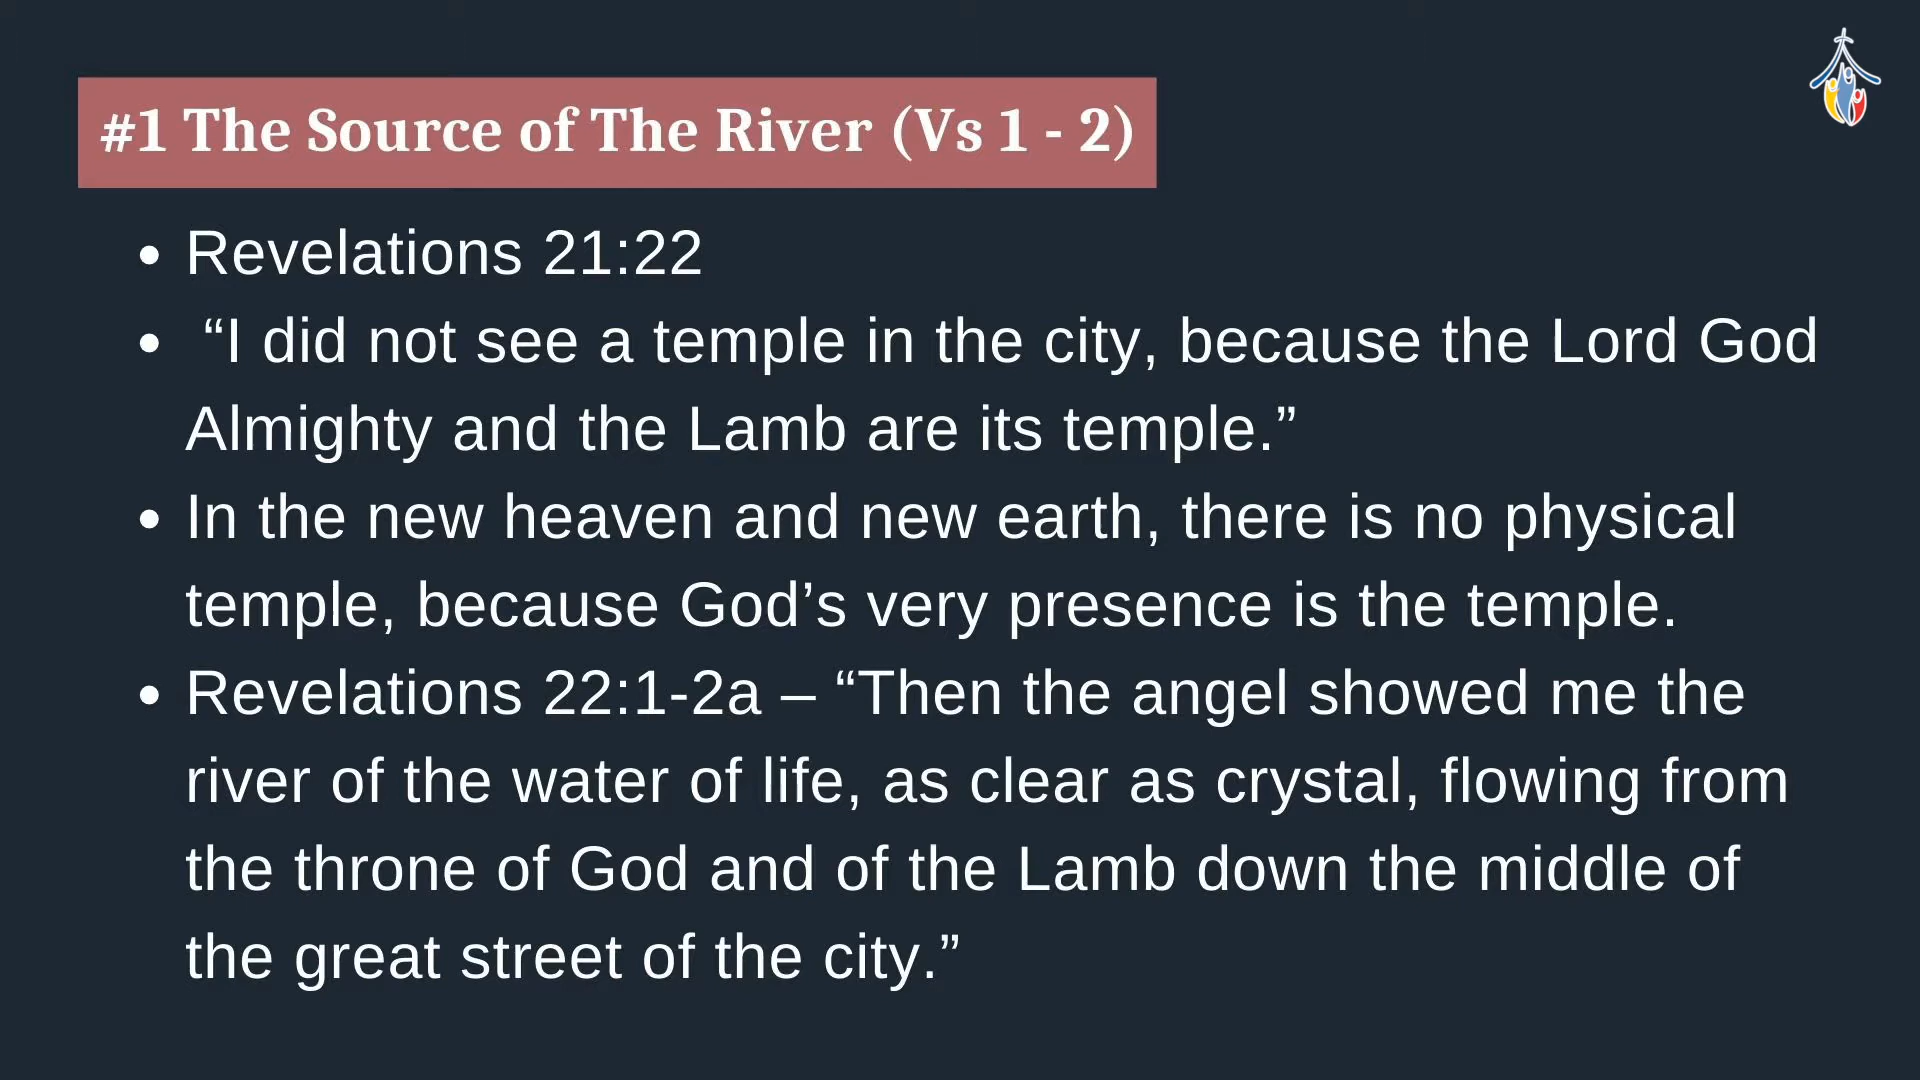 #1 The Source of The River (Vs 1 - 2)
• Revelations 21:22
• “I did not see a temple in the city, because the Lord God
Almighty and the Lamb are its temple.”
• In the new heaven and new earth, there is no physical
temple, because God’s very presence is the temple.
• Revelations 22:1-2a – “Then the angel showed me the
river of the water of life, as clear as crystal, flowing from
the throne of God and of the Lamb down the middle of
the great street of the city.”